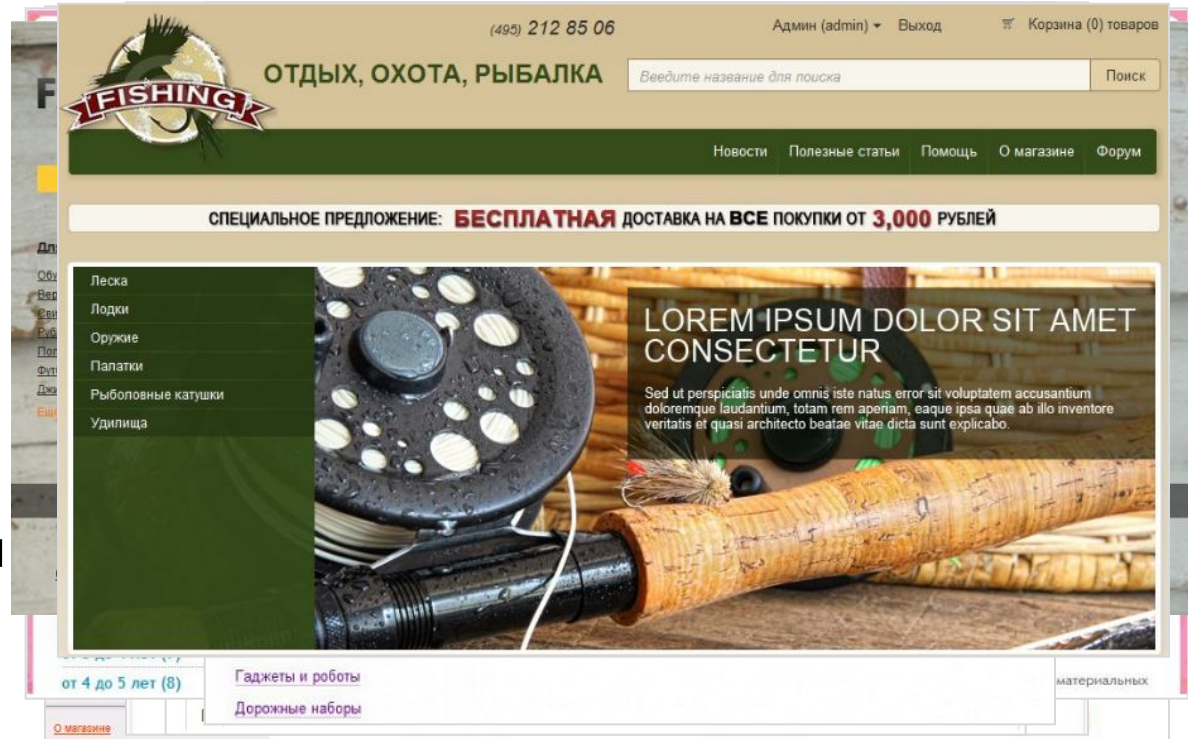 (495) 212 85 06
Админ (admin) Выход Корзина (0) товаров
FISHING
ОТДЫХ, ОХОТА, РЫБАЛКА
Введите название для поиска Поиск
Новости Полезные статьи Помощь О магазине Форум
СПЕЦИАЛЬНОЕ ПРЕДЛОЖЕНИЕ: БЕСПЛАТНАЯ ДОСТАВКА НА ВСЕ ПОКУПКИ ОТ 3,000 РУБЛЕЙ
Леска
Лодки
Оружие
Палатки
Рыболовные катушки
Удилища
LOREM IPSUM DOLOR SIT AMET
CONSECTETUR
Sed ut perspiciatis unde omnis iste natus error sit voluptatem accusantium
doloremque laudantium, totam rem aperiam, eaque ipsa quae ab illo inventore
veritatis et quasi architecto beatae vitae dicta sunt explicabo.
от 4 до 5 лет (8)
Гаджеты и роботы
материальных
Дорожные наборы
О магазине